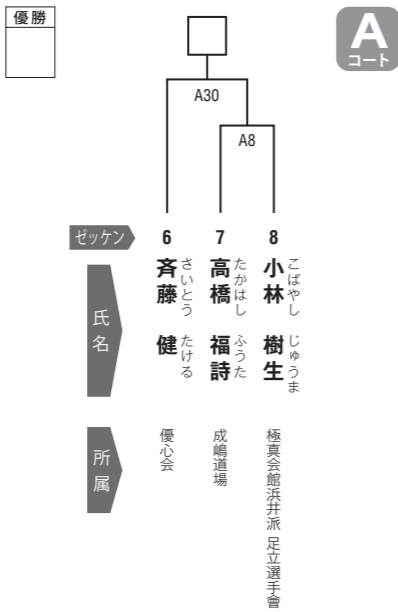 優勝
A
コート
A30
A8
ゼッケン
6
7
8
氏名
斉藤 健
さいとう たける
高橋 福詩
たかはし ふうた
小林 樹生
こばやし じゅうま
所属
優心会
成嶋道場
極真会館浜井派 足立選手會